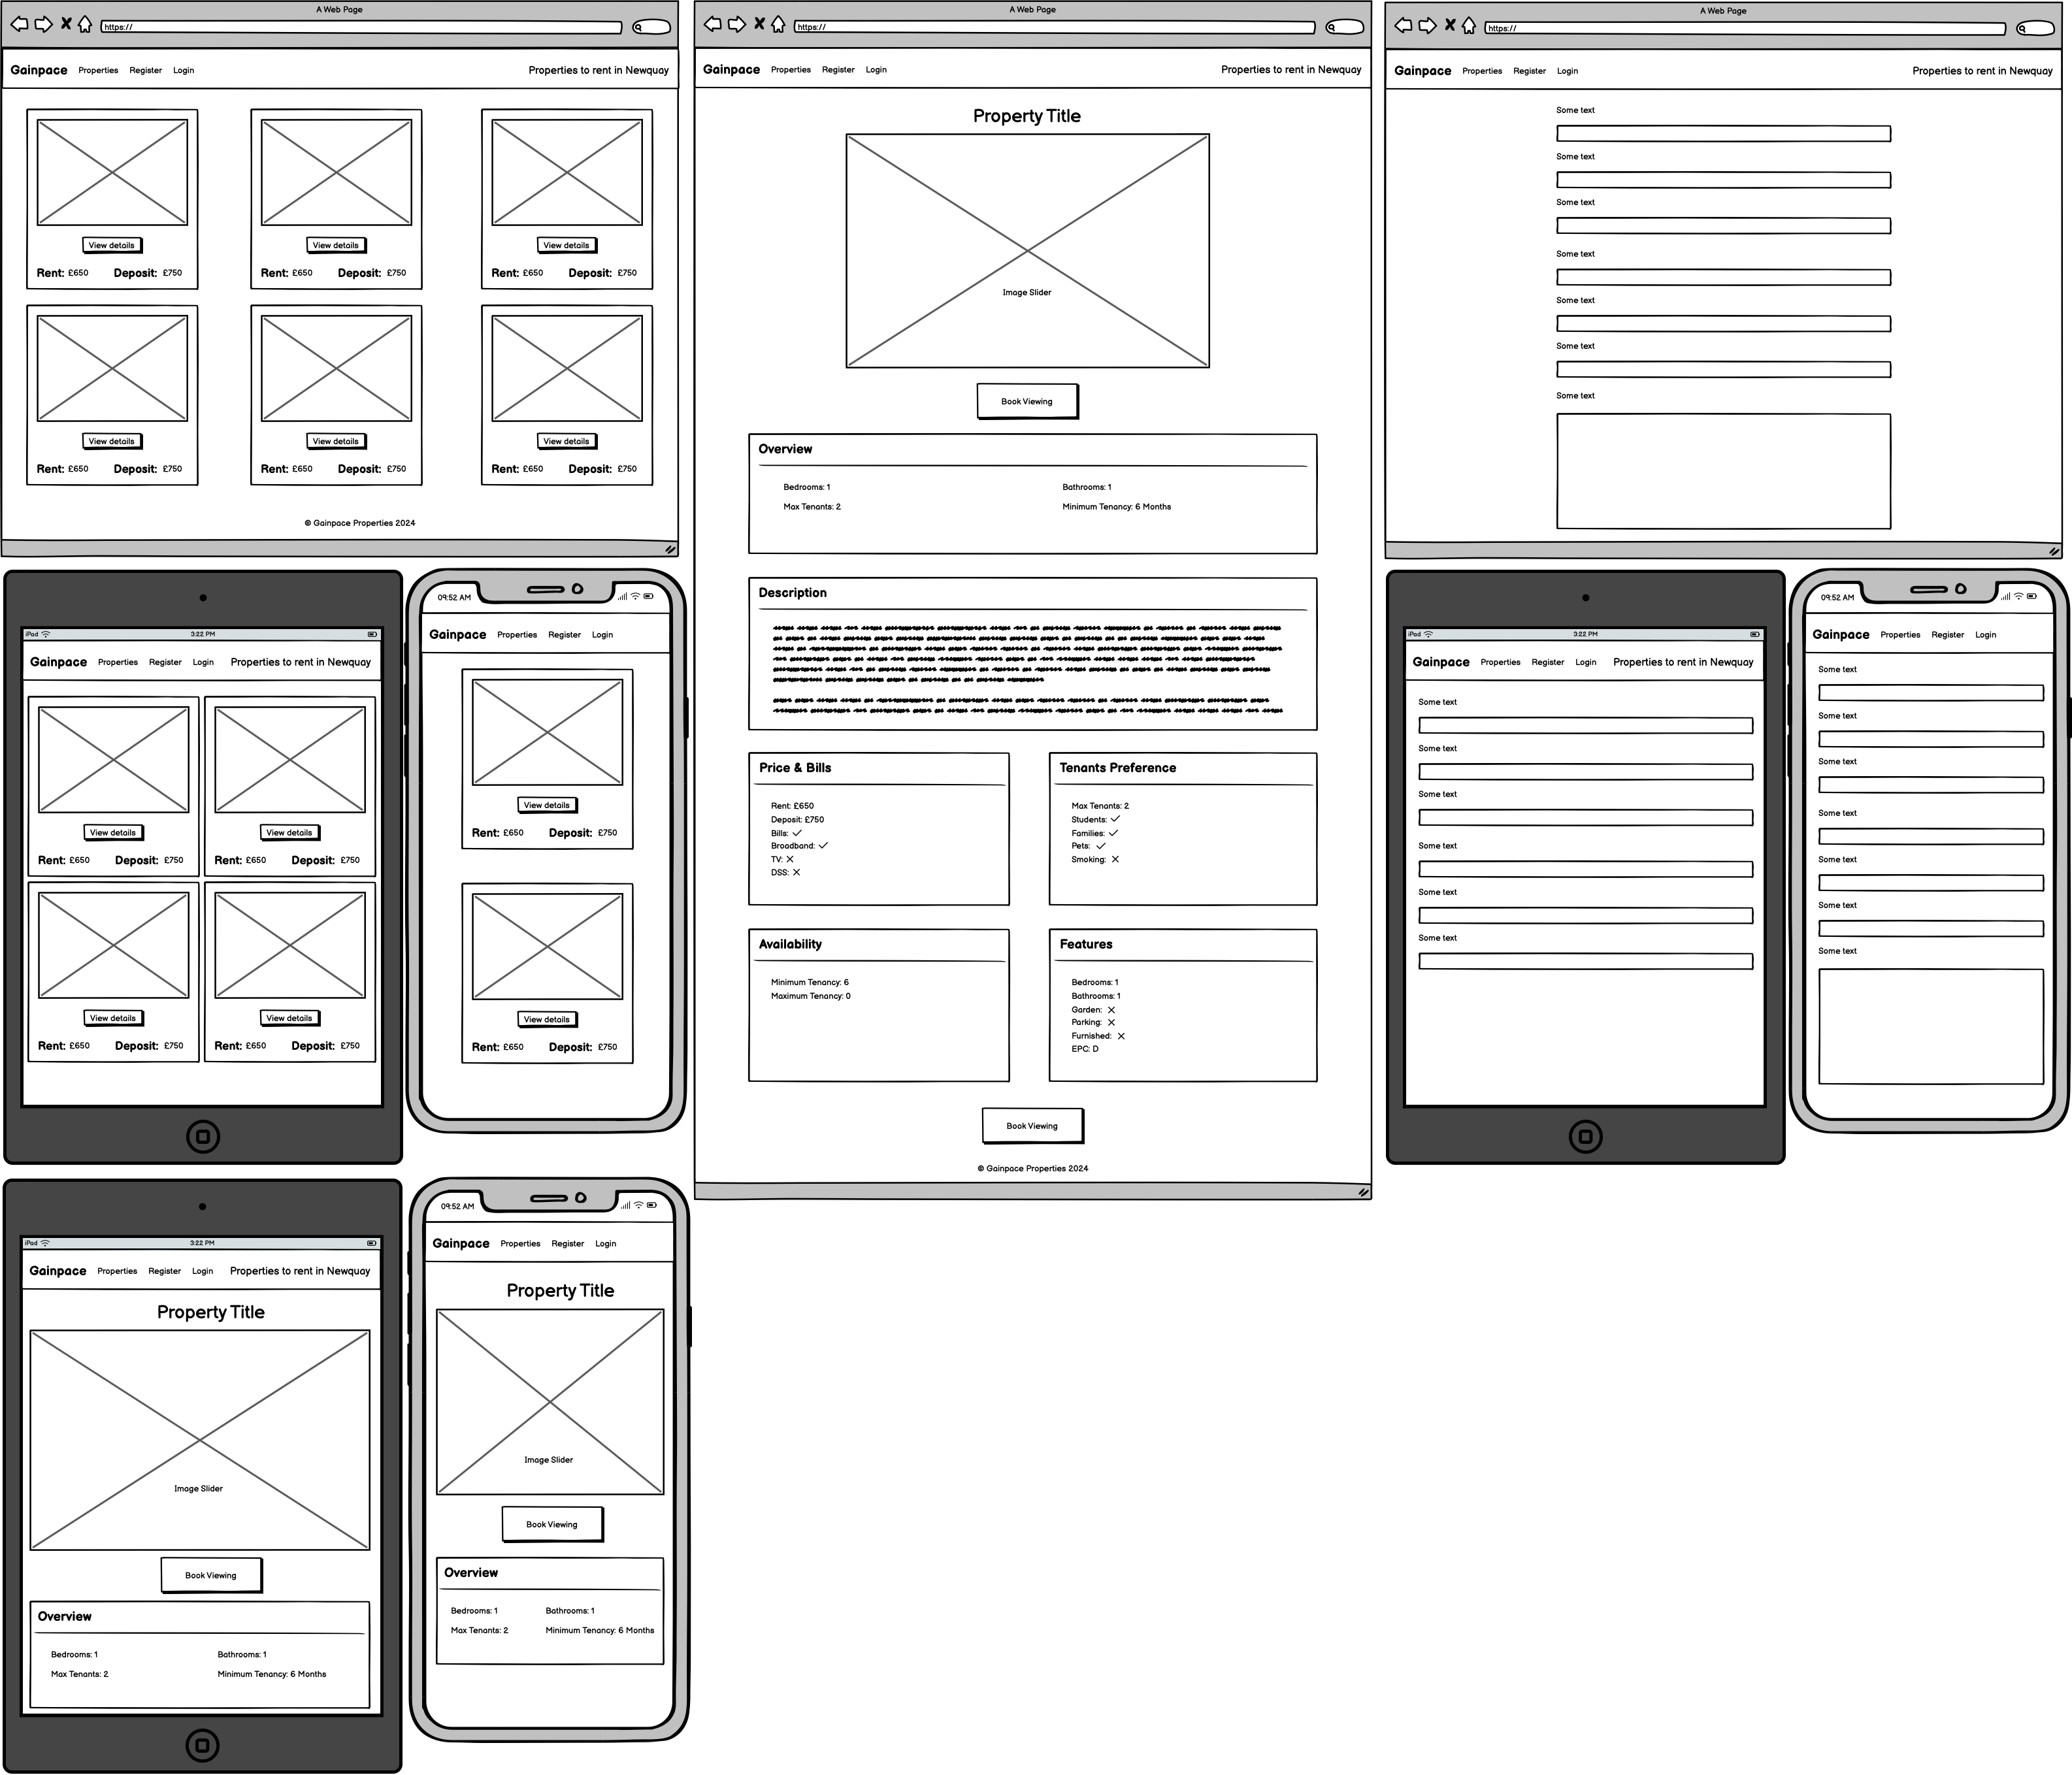 A Web Page
https://
Gainpace Properties Register Login Properties to rent in Newquay
View details View details View details
Rent: £650 Deposit: £750 Rent: £650 Deposit: £750 Rent: £650 Deposit: £750
View details View details View details
Rent: £650 Deposit: £750 Rent: £650 Deposit: £750 Rent: £650 Deposit: £750
© Gainpace Properties 2024
A Web Page
https://
Gainpace Properties Register Login Properties to rent in Newquay
Property Title
Image Slider
Book Viewing
Overview
Bedrooms: 1 Bathrooms: 1
Max Tenants: 2 Minimum Tenancy: 6 Months
Description
Price & Bills
Rent: £650
Deposit: £750
Bills:
Broadband:
TV:
DSS:
Tenants Preference
Max Tenants: 2
Students:
Families:
Pets:
Smoking:
Availability
Minimum Tenancy: 6
Maximum Tenancy: 0
Features
Bedrooms: 1
Bathrooms: 1
Garden:
Parking:
Furnished:
EPC: D
Book Viewing
© Gainpace Properties 2024
A Web Page
https://
Gainpace Properties Register Login Properties to rent in Newquay
Some text
Some text
Some text
Some text
Some text
Some text
Some text
iPad 3:22 PM
Gainpace Properties Register Login Properties to rent in Newquay
View details View details
Rent: £650 Deposit: £750 Rent: £650 Deposit: £750
View details View details
Rent: £650 Deposit: £750 Rent: £650 Deposit: £750
09:52 AM
Gainpace Properties Register Login
View details
Rent: £650 Deposit: £750
View details
Rent: £650 Deposit: £750
iPad 3:22 PM
Gainpace Properties Register Login Properties to rent in Newquay
Some text
Some text
Some text
Some text
Some text
Some text
09:52 AM
Gainpace Properties Register Login
Some text
Some text
Some text
Some text
Some text
Some text
Some text
iPad 3:22 PM
Gainpace Properties Register Login Properties to rent in Newquay
Property Title
Image Slider
Book Viewing
Overview
Bedrooms: 1 Bathrooms: 1
Max Tenants: 2 Minimum Tenancy: 6 Months
09:52 AM
Gainpace Properties Register Login
Property Title
Image Slider
Book Viewing
Overview
Bedrooms: 1 Bathrooms: 1
Max Tenants: 2 Minimum Tenancy: 6 Months